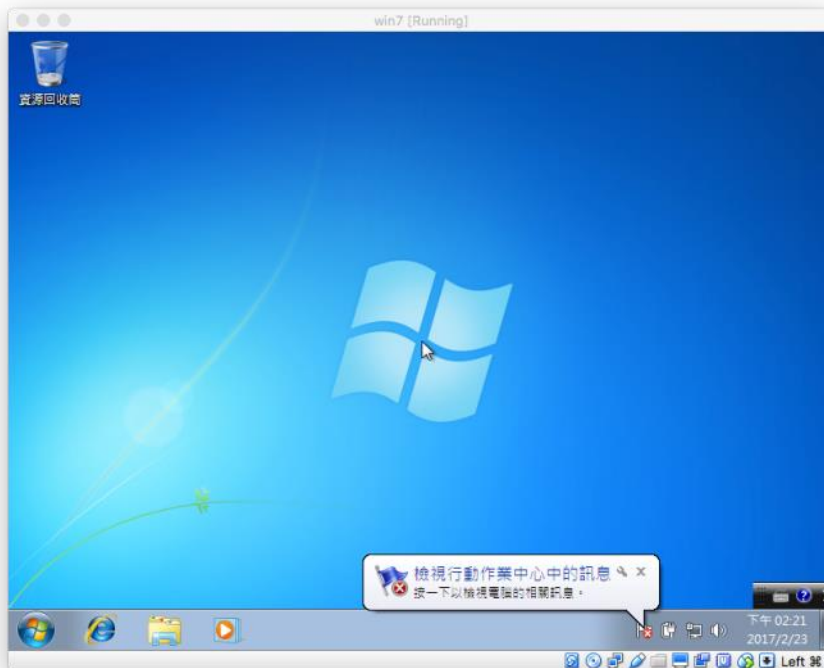 win7 [Running]
資源回收筒
檢視行動作業中心中的訊息
按一下以檢視電腦的相關訊息。
下午 02:21
2017/2/23
Left ⌘